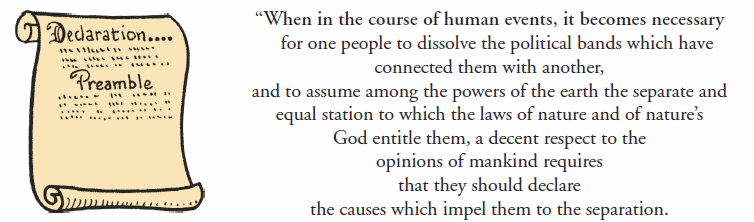 Declaration....
Preamble
“When in the course of human events, it becomes necessary
for one people to dissolve the political bands which have
connected them with another,
and to assume among the powers of the earth the separate and
equal station to which the laws of nature and of nature’s
God entitle them, a decent respect to the
opinions of mankind requires
that they should declare
the causes which impel them to the separation.